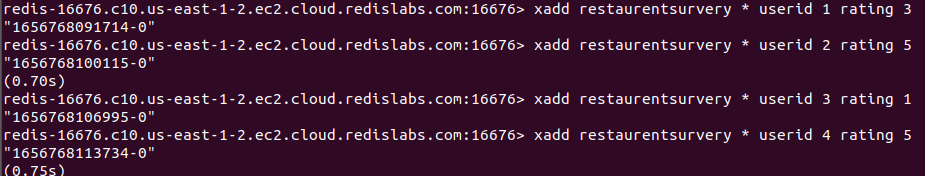 redis-16676.c10.us-east-1-2.ec2.cloud.redislabs.com:16676> xadd restaurentsurvery * userid 1 rating 3
"1656768091714-0"
redis-16676.c10.us-east-1-2.ec2.cloud.redislabs.com:16676> xadd restaurentsurvery * userid 2 rating 5
"1656768100115-0"
(0.70s)
redis-16676.c10.us-east-1-2.ec2.cloud.redislabs.com:16676> xadd restaurentsurvery * userid 3 rating 1
"1656768106995-0"
redis-16676.c10.us-east-1-2.ec2.cloud.redislabs.com:16676> xadd restaurentsurvery * userid 4 rating 5
"1656768113734-0"
(0.75s)